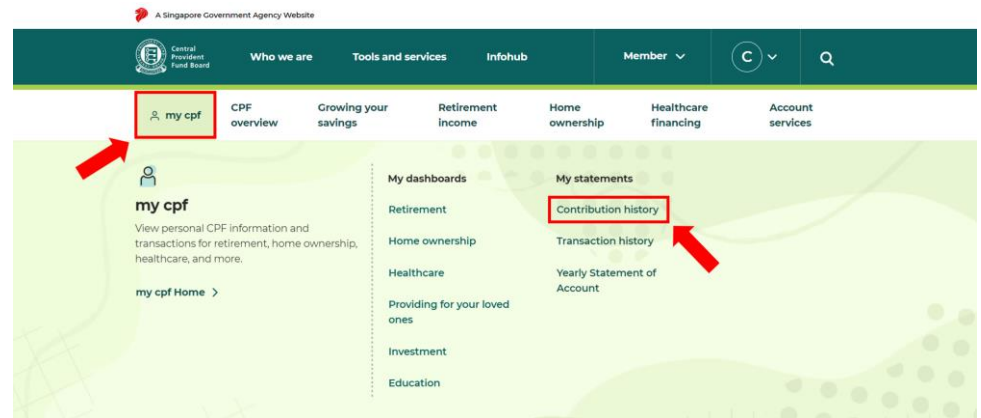 A Singapore Government Agency Website
Central
Provident
Fund Board
Who we are
Tools and services
Infohub
Member
C
my cpf
CPF
overview
Growing your
savings
Retirement
income
Home
ownership
Healthcare
financing
Account
services
my cpf
View personal CPF information and
transactions for retirement, home ownership,
healthcare, and more.
my cpf Home >
My dashboards
Retirement
Home ownership
Healthcare
Providing for your loved
ones
Investment
Education
My statements
Contribution history
Transaction history
Yearly Statement of
Account